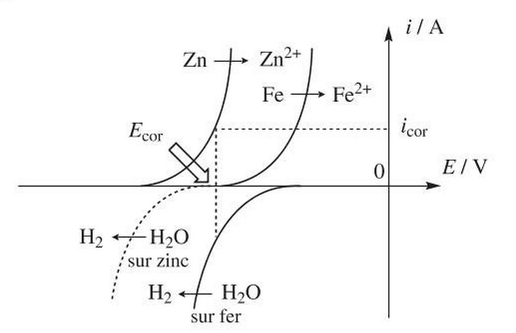 i / A
Zn → Zn²⁺
Fe → Fe²⁺
E_cor
i_cor
0
E / V
H₂ ← H₂O
sur zinc
H₂ ← H₂O
sur fer